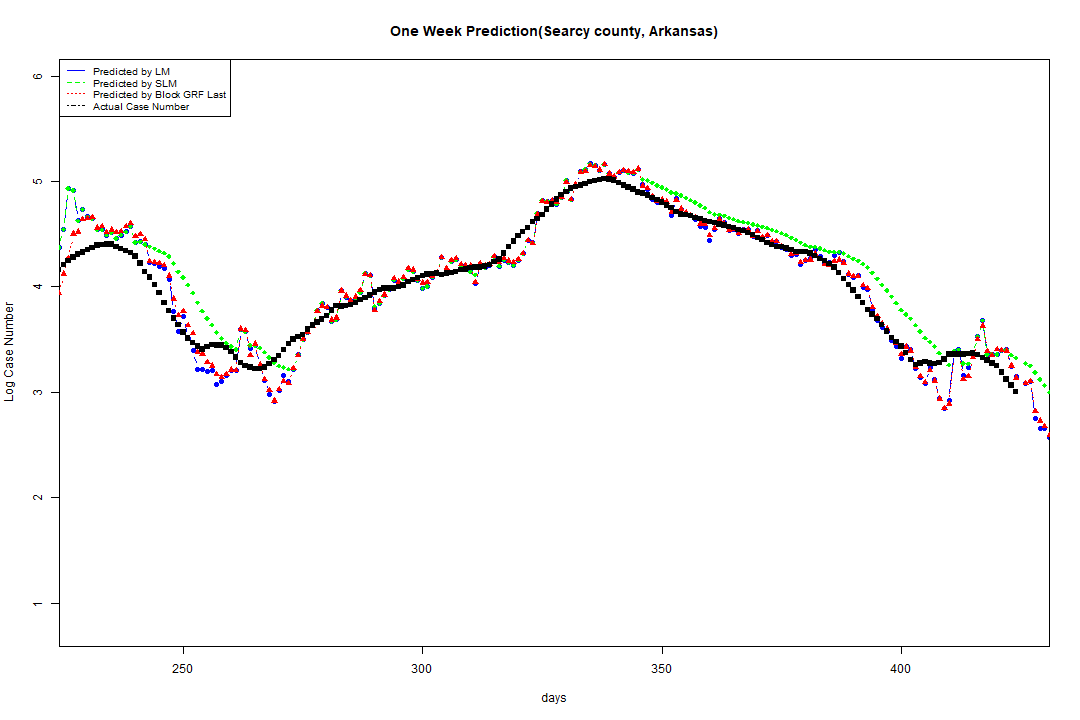 One Week Prediction(Searcy county, Arkansas)
Predicted by LM
Predicted by SLM
Predicted by Block GRF Last
Actual Case Number
Log Case Number
6
5
4
3
2
1
250
300
350
400
days